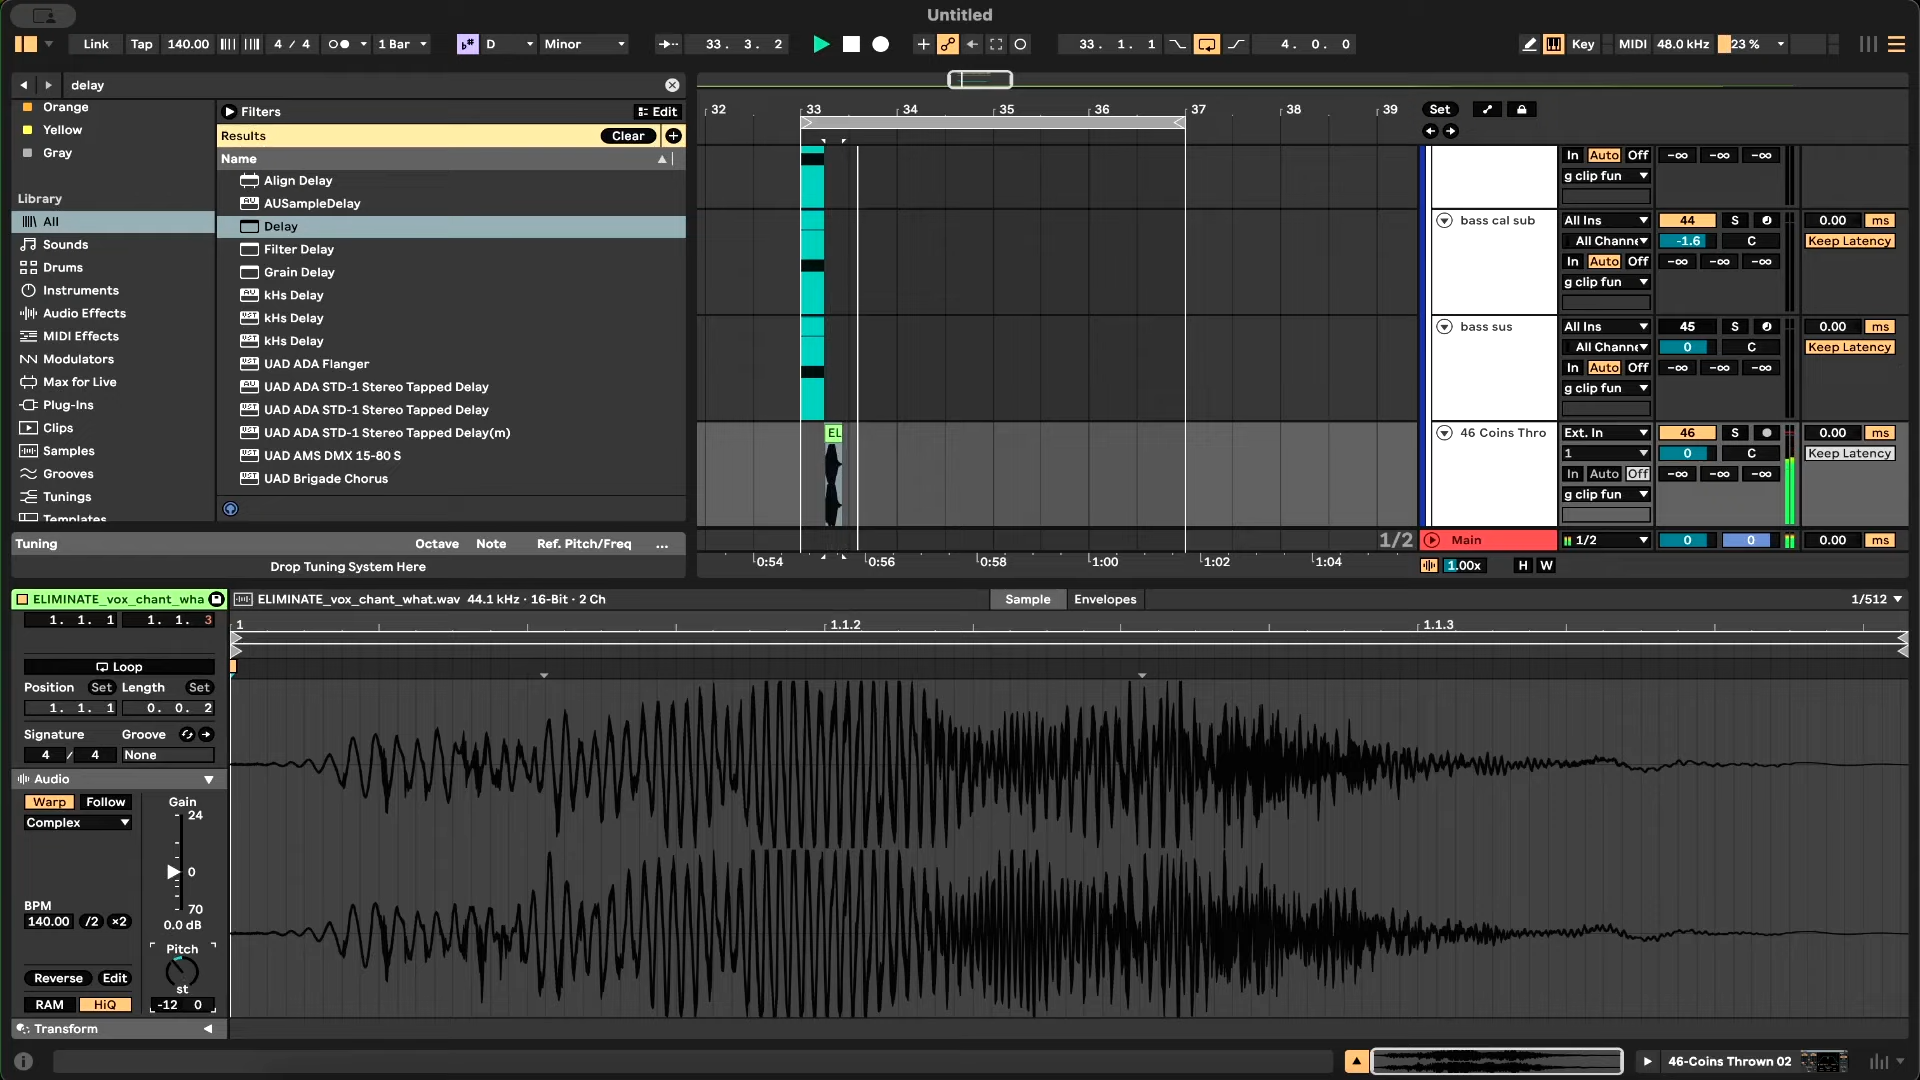 Untitled
Link Tap 140.00 4 / 4 1 Bar D Minor 33. 3. 2 33. 1. 1 4. 0. 0 Key MIDI 48.0 kHz 23 %
delay
Orange
Yellow
Gray
Library
All
Sounds
Drums
Instruments
Audio Effects
MIDI Effects
Modulators
Max for Live
Plug-Ins
Clips
Samples
Grooves
Tunings
Templates
Filters Edit
Results Clear
Name
Align Delay
AUSampleDelay
Delay
Filter Delay
Grain Delay
kHs Delay
kHs Delay
kHs Delay
UAD ADA Flanger
UAD ADA STD-1 Stereo Tapped Delay
UAD ADA STD-1 Stereo Tapped Delay
UAD ADA STD-1 Stereo Tapped Delay(m)
UAD AMS DMX 15-80 S
UAD Brigade Chorus
Tuning Octave Note Ref. Pitch/Freq ...
Drop Tuning System Here
32 33 34 35 36 37 38 39
EL
1/2
0:54 0:56 0:58 1:00 1:02 1:04
Set
In Auto Off -∞ -∞ -∞
g clip fun
bass cal sub All Ins 44 S 0.00 ms
All Channe -1.6 C Keep Latency
In Auto Off -∞ -∞ -∞
g clip fun
bass sus All Ins 45 S 0.00 ms
All Channe 0 C Keep Latency
In Auto Off -∞ -∞ -∞
g clip fun
46 Coins Thro Ext. In 46 S 0.00 ms
1 0 C Keep Latency
In Auto Off -∞ -∞ -∞
g clip fun
Main 1/2 0 0 0.00 ms
1.00x H W
ELIMINATE_vox_chant_wha
1. 1. 1 1. 1. 3
Loop
Position Set Length Set
1. 1. 1 0. 0. 2
Signature Groove
4 / 4 None
Audio
Warp Follow Gain
Complex 24
0
BPM 70
140.00 /2 ×2 0.0 dB
Pitch
Reverse Edit st
RAM HiQ -12 0
Transform
ELIMINATE_vox_chant_what.wav 44.1 kHz · 16-Bit · 2 Ch Sample Envelopes 1/512
1 1.1.2 1.1.3
46-Coins Thrown 02